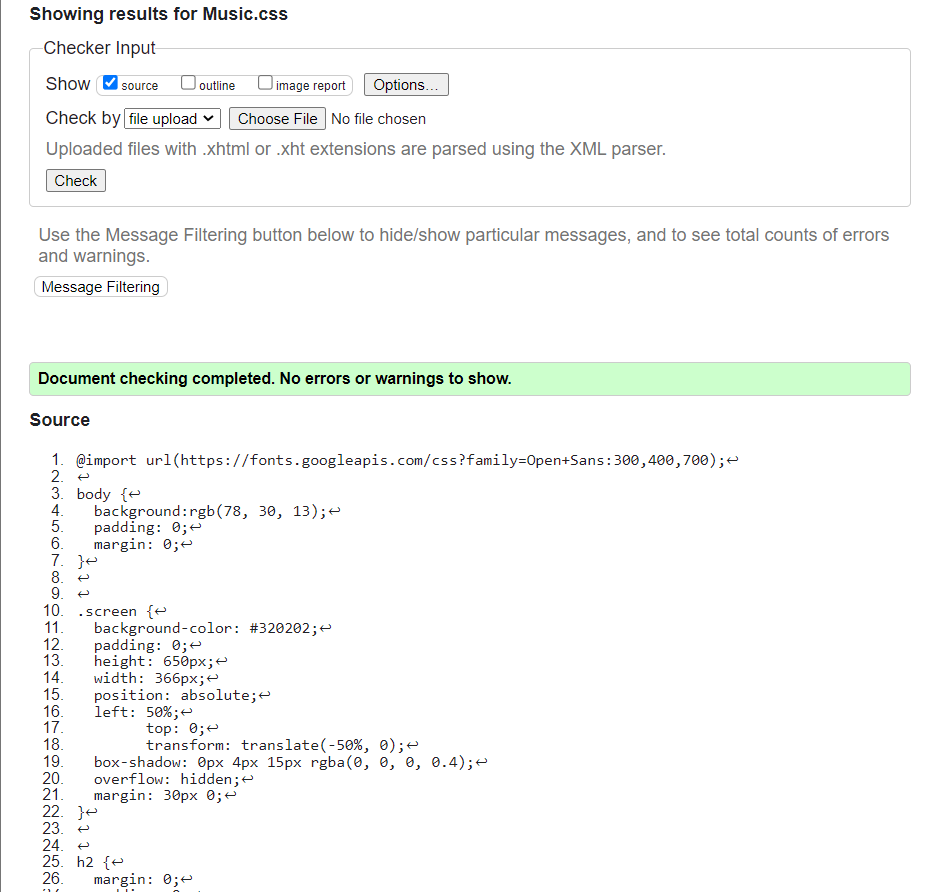 Showing results for Music.css
Checker Input
Show source outline image report Options...
Check by file upload Choose File No file chosen
Uploaded files with .xhtml or .xht extensions are parsed using the XML parser.
Check
Use the Message Filtering button below to hide/show particular messages, and to see total counts of errors
and warnings.
Message Filtering
Document checking completed. No errors or warnings to show.
Source
1. @import url(https://fonts.googleapis.com/css?family=Open+Sans:300,400,700);↩
2. ↩
3. body {↩
4. background:rgb(78, 30, 13);↩
5. padding: 0;↩
6. margin: 0;↩
7. }↩
8. ↩
9. ↩
10. .screen {↩
11. background-color: #320202;↩
12. padding: 0;↩
13. height: 650px;↩
14. width: 366px;↩
15. position: absolute;↩
16. left: 50%;↩
17. top: 0;↩
18. transform: translate(-50%, 0);↩
19. box-shadow: 0px 4px 15px rgba(0, 0, 0, 0.4);↩
20. overflow: hidden;↩
21. margin: 30px 0;↩
22. }↩
23. ↩
24. ↩
25. h2 {↩
26. margin: 0;↩